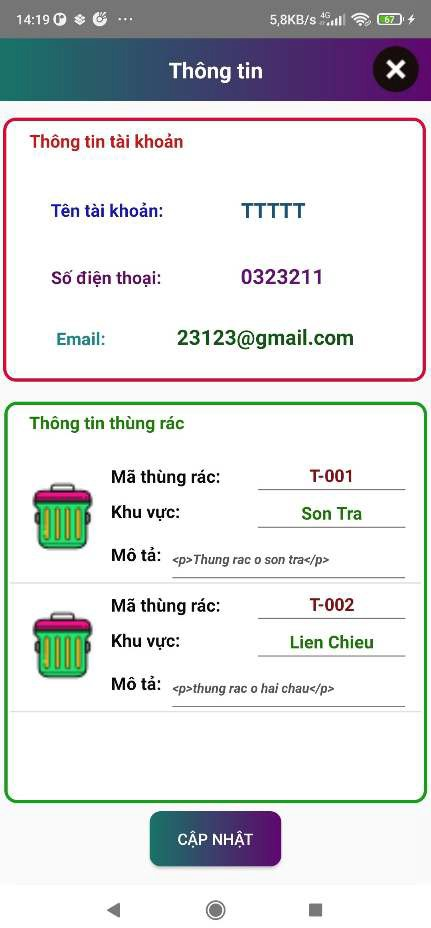 14:19 ... 5,8KB/s 4G 67
Thông tin
Thông tin tài khoản
Tên tài khoản: TTTTT
Số điện thoại: 0323211
Email: 23123@gmail.com
Thông tin thùng rác
Mã thùng rác: T-001
Khu vực: Son Tra
Mô tả: <p>Thung rac o son tra</p>
Mã thùng rác: T-002
Khu vực: Lien Chieu
Mô tả: <p>thung rac o hai chau</p>
CẬP NHẬT